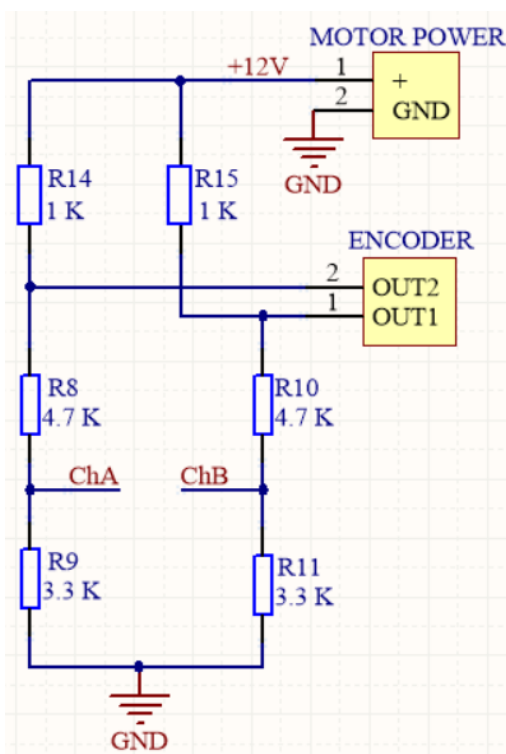 MOTOR POWER
+12V
1
+
2
GND
GND
R14
1 K
R15
1 K
ENCODER
2
OUT2
1
OUT1
R8
4.7 K
R10
4.7 K
ChA
ChB
R9
3.3 K
R11
3.3 K
GND